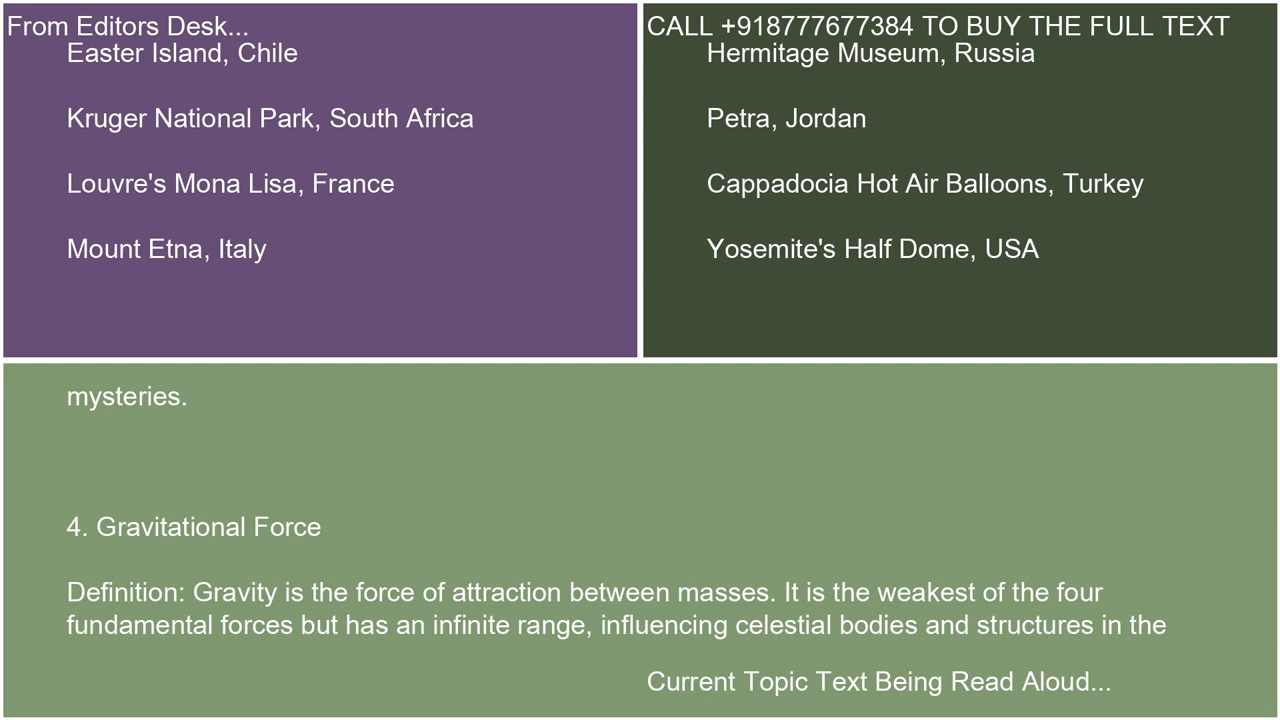 From Editors Desk...
Easter Island, Chile
Kruger National Park, South Africa
Louvre's Mona Lisa, France
Mount Etna, Italy
CALL +918777677384 TO BUY THE FULL TEXT
Hermitage Museum, Russia
Petra, Jordan
Cappadocia Hot Air Balloons, Turkey
Yosemite's Half Dome, USA
mysteries.
4. Gravitational Force
Definition: Gravity is the force of attraction between masses. It is the weakest of the four
fundamental forces but has an infinite range, influencing celestial bodies and structures in the
Current Topic Text Being Read Aloud...